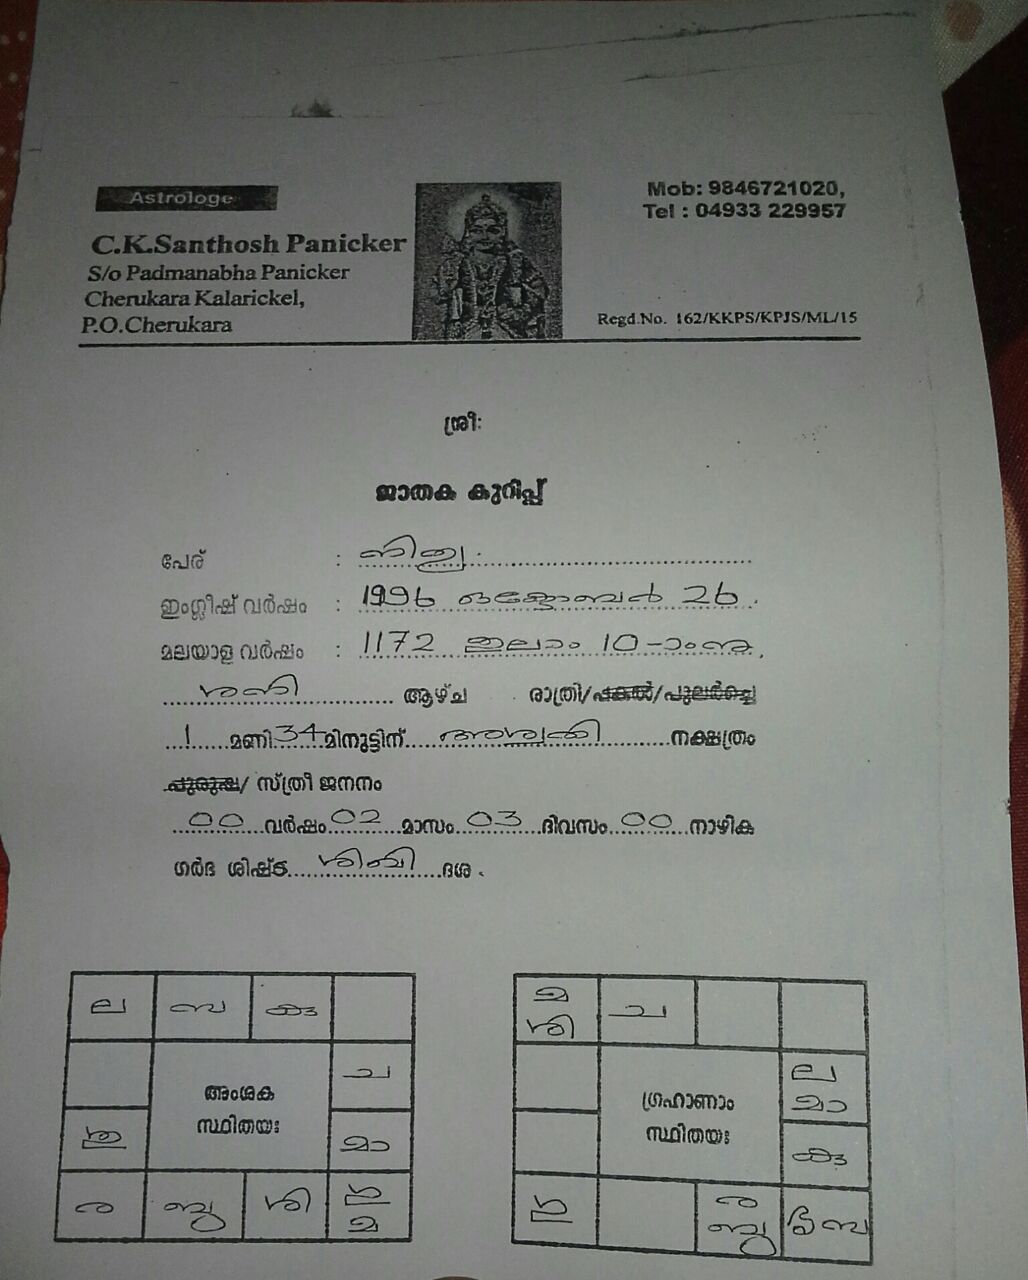 Astrologe
Mob: 9846721020,
Tel : 04933 229957
C.K.Santhosh Panicker
S/o Padmanabha Panicker
Cherukara Kalarickel,
P.O.Cherukara
Regd.No. 162/KKPS/KPJS/ML/15
ശ്രീഃ
ജാതക കുറിപ്പ്
പേര് :
ഇംഗ്ലീഷ് വർഷം : 1996 ഒക്ടോബർ 26.
മലയാള വർഷം : 1172 തുലാം 10-ാംനു.
ശനി ആഴ്ച രാത്രി/പകൽ/പുലർച്ചെ
1 മണി 34 മിനുട്ടിന് അശ്വതി നക്ഷത്രം
പുരുഷ/ സ്ത്രീ ജനനം
00 വർഷം 02 മാസം 03 ദിവസം 00 നാഴിക
ഗർഭ ശിഷ്ട ശിഖി ദശ.
ല സ കു
ച
അംശക
സ്ഥിതയഃ
മാ
ര ബു ശി
മ
ശി
ച
ല
മാ
ഗ്രഹാണാം
സ്ഥിതയഃ
കു
ര
ബു